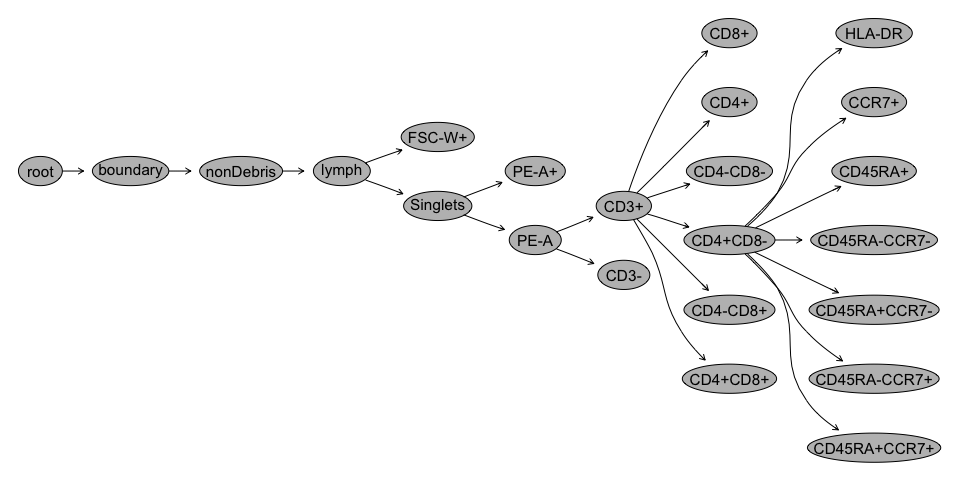 root
boundary
nonDebris
lymph
FSC-W+
Singlets
PE-A+
PE-A
CD3+
CD3-
CD8+
CD4+
CD4-CD8-
CD4+CD8-
CD4-CD8+
CD4+CD8+
HLA-DR
CCR7+
CD45RA+
CD45RA-CCR7-
CD45RA+CCR7-
CD45RA-CCR7+
CD45RA+CCR7+